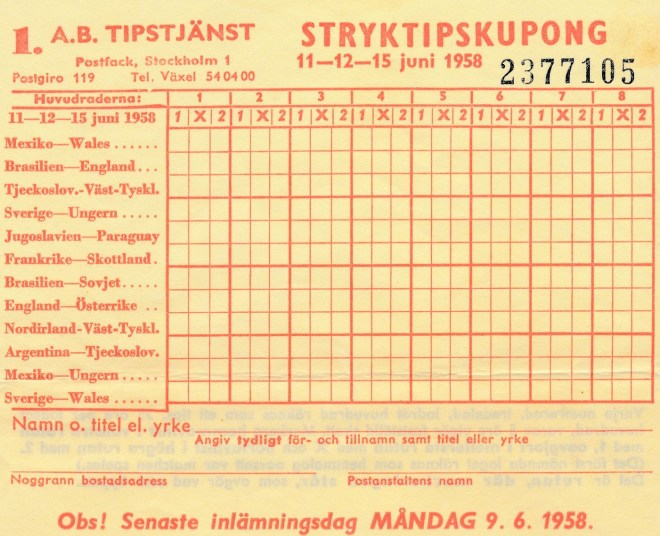 1. A.B. TIPSTJÄNST
Postfack, Stockholm 1
Postgiro 119 Tel. Växel 540400
STRYKTIPSKUPONG
11—12—15 juni 1958
2377105
Huvudraderna: 1 2 3 4 5 6 7 8
11—12—15 juni 1958 1 X 2 1 X 2 1 X 2 1 X 2 1 X 2 1 X 2 1 X 2 1 X 2
Mexiko—Wales ......
Brasilien—England...
Tjeckoslov.-Väst-Tyskl.
Sverige—Ungern ....
Jugoslavien—Paraguay
Frankrike—Skottland.
Brasilien—Sovjet.....
England—Österrike ..
Nordirland-Väst-Tyskl.
Argentina—Tjeckoslov.
Mexiko—Ungern .....
Sverige—Wales ......
Namn o. titel el. yrke
Angiv tydligt för- och tillnamn samt titel eller yrke
Noggrann bostadsadress Postanstaltens namn
Obs! Senaste inlämningsdag MÅNDAG 9. 6. 1958.